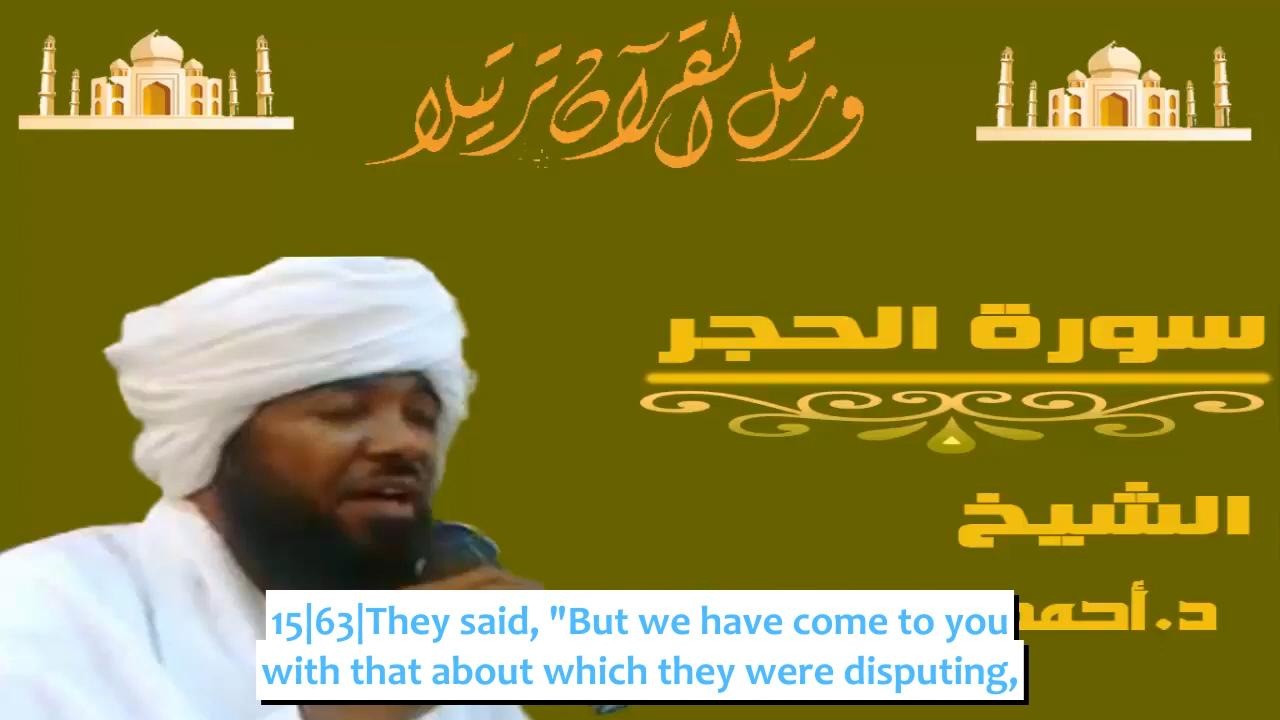 ورتل القرآن ترتيلا
سورة الحجر
الشيخ
د.أحمد
15|63|They said, "But we have come to you
with that about which they were disputing,